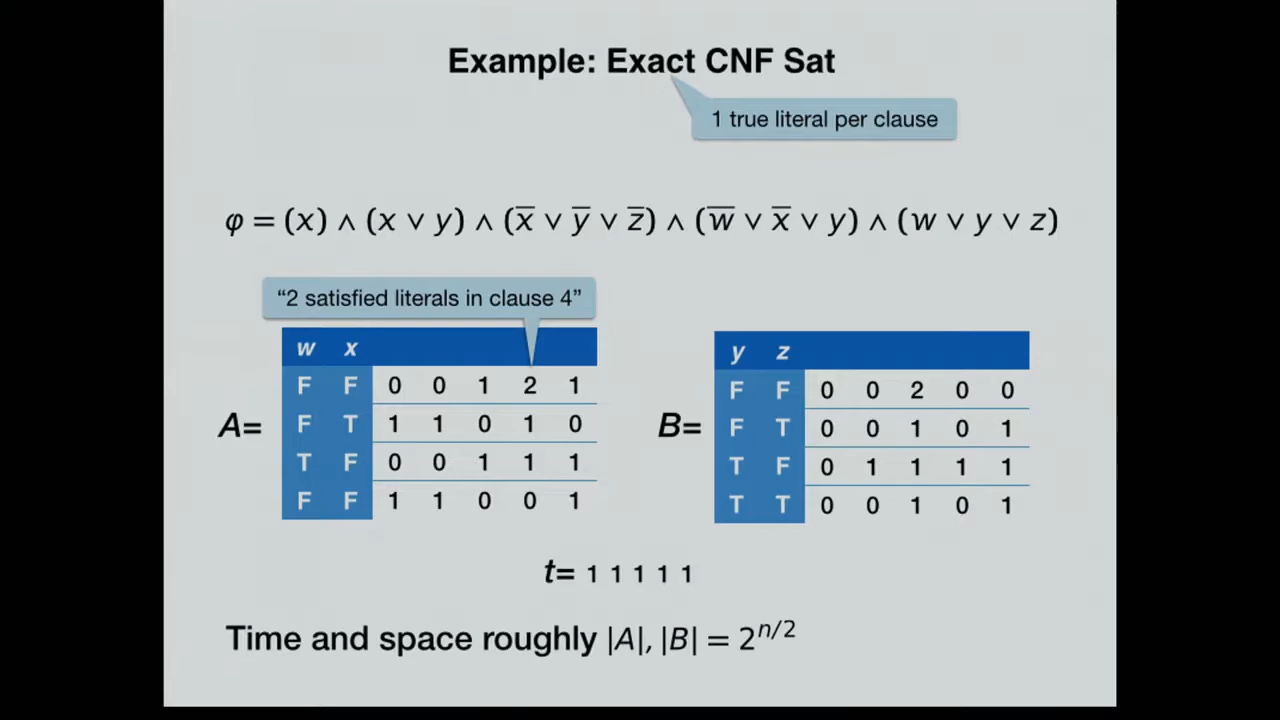 Example: Exact CNF Sat
1 true literal per clause
φ = (x) ∧ (x ∨ y) ∧ (x̅ ∨ y̅ ∨ z̅) ∧ (w̅ ∨ x̅ ∨ y) ∧ (w ∨ y ∨ z)
“2 satisfied literals in clause 4”
A=
w x
F F 0 0 1 2 1
F T 1 1 0 1 0
T F 0 0 1 1 1
F F 1 1 0 0 1
B=
y z
F F 0 0 2 0 0
F T 0 0 1 0 1
T F 0 1 1 1 1
T T 0 0 1 0 1
t= 1 1 1 1 1
Time and space roughly |A|, |B| = 2^{n/2}